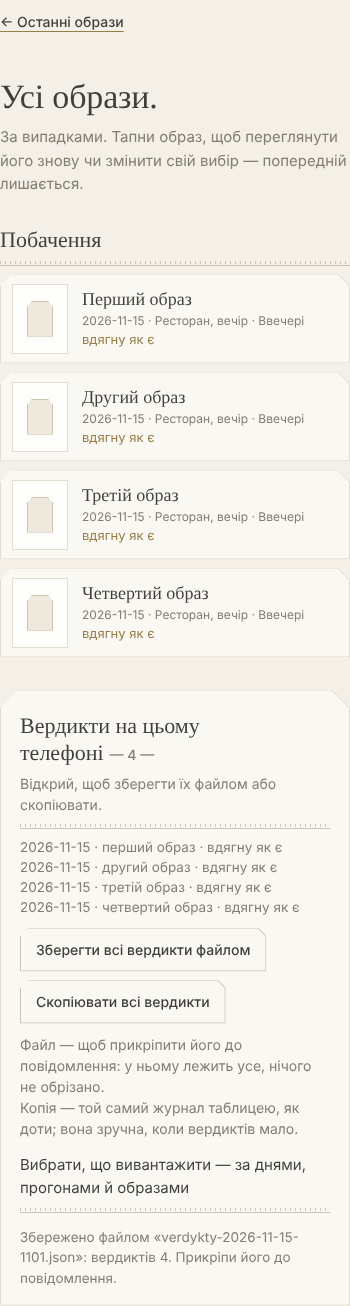 ← Останні образи
Усі образи.
За випадками. Тапни образ, щоб переглянути
його знову чи змінити свій вибір — попередній
лишається.
Побачення
Перший образ
2026-11-15 · Ресторан, вечір · Ввечері
вдягну як є
Другий образ
2026-11-15 · Ресторан, вечір · Ввечері
вдягну як є
Третій образ
2026-11-15 · Ресторан, вечір · Ввечері
вдягну як є
Четвертий образ
2026-11-15 · Ресторан, вечір · Ввечері
вдягну як є
Вердикти на цьому
телефоні — 4 —
Відкрий, щоб зберегти їх файлом або
скопіювати.
2026-11-15 · перший образ · вдягну як є
2026-11-15 · другий образ · вдягну як є
2026-11-15 · третій образ · вдягну як є
2026-11-15 · четвертий образ · вдягну як є
Зберегти всі вердикти файлом
Скопіювати всі вердикти
Файл — щоб прикріпити його до
повідомлення: у ньому лежить усе, нічого
не обрізано.
Копія — той самий журнал таблицею, як
доти; вона зручна, коли вердиктів мало.
Вибрати, що вивантажити — за днями,
прогонами й образами
Збережено файлом «verdykty-2026-11-15-
1101.json»: вердиктів 4. Прикріпи його до
повідомлення.